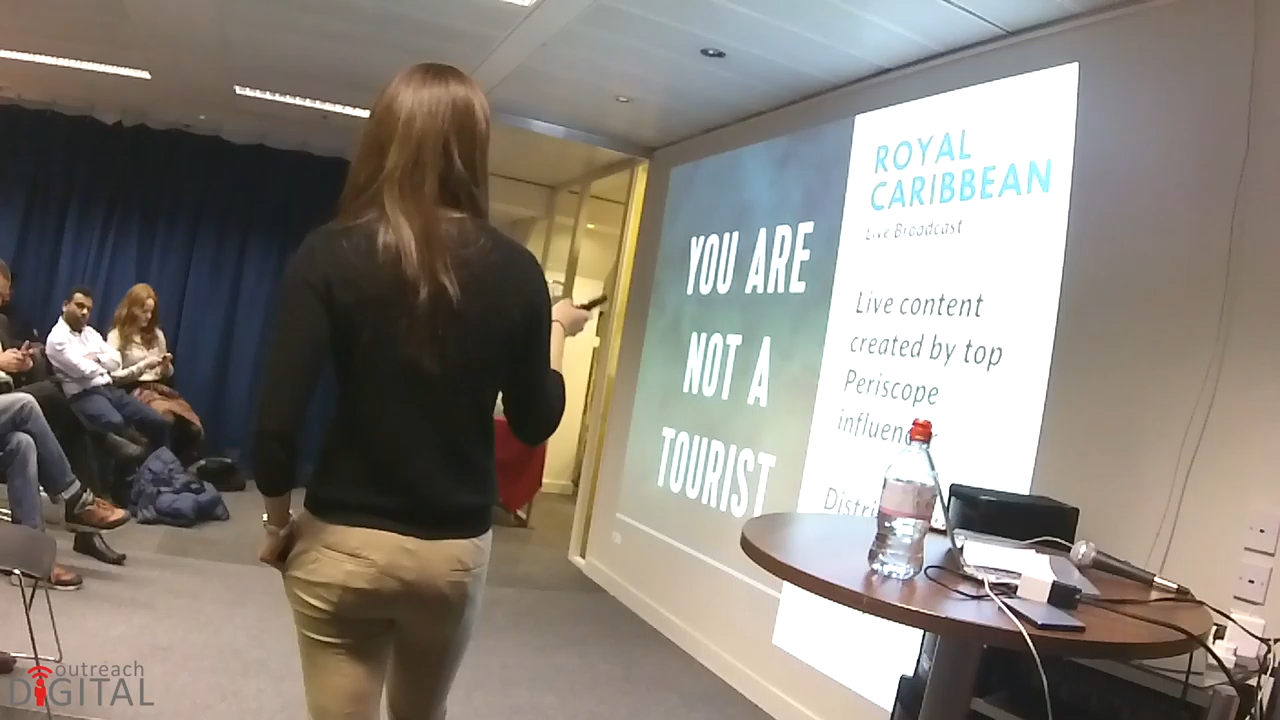 YOU ARE
NOT A
TOURIST
ROYAL
CARIBBEAN
Live Broadcast
Live content
created by top
Periscope
outreach
DIGITAL